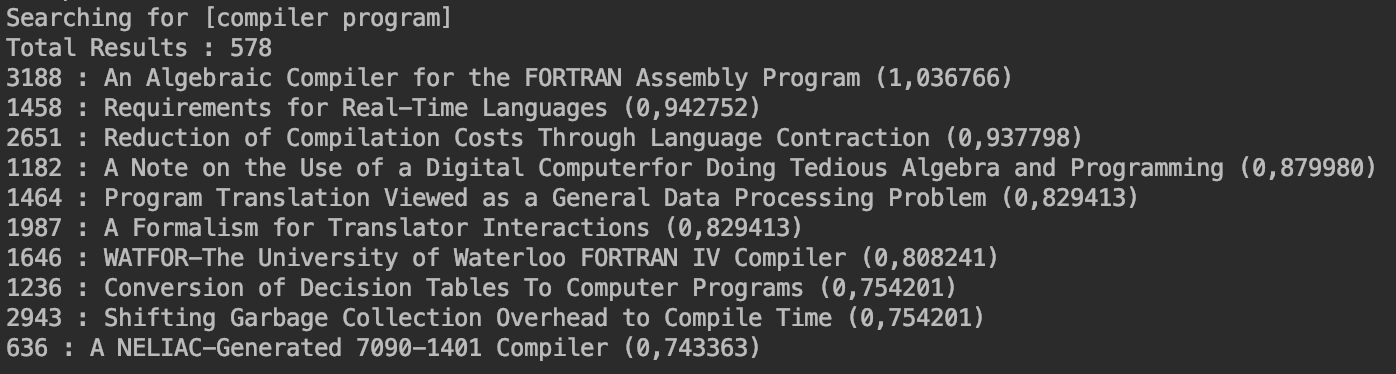 Searching for [compiler program]
Total Results : 578
3188 : An Algebraic Compiler for the FORTRAN Assembly Program (1,036766)
1458 : Requirements for Real-Time Languages (0,942752)
2651 : Reduction of Compilation Costs Through Language Contraction (0,937798)
1182 : A Note on the Use of a Digital Computerfor Doing Tedious Algebra and Programming (0,879980)
1464 : Program Translation Viewed as a General Data Processing Problem (0,829413)
1987 : A Formalism for Translator Interactions (0,829413)
1646 : WATFOR-The University of Waterloo FORTRAN IV Compiler (0,808241)
1236 : Conversion of Decision Tables To Computer Programs (0,754201)
2943 : Shifting Garbage Collection Overhead to Compile Time (0,754201)
636 : A NELIAC-Generated 7090-1401 Compiler (0,743363)